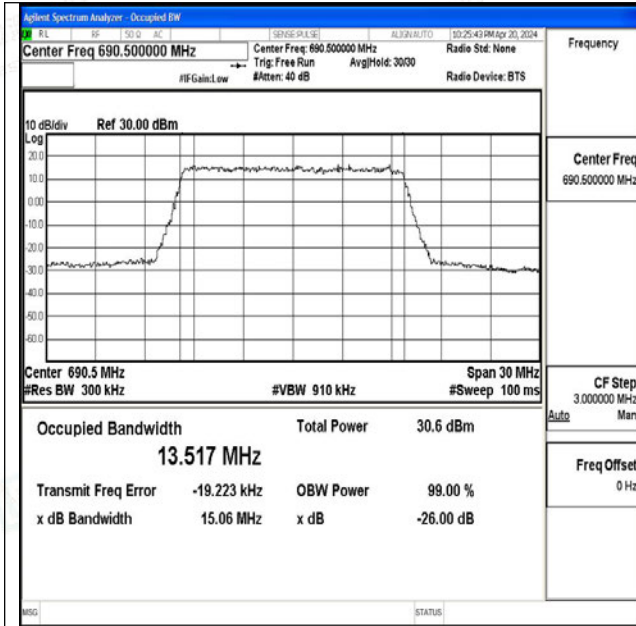 Agilent Spectrum Analyzer - Occupied BW
RL RF 50 Ω AC SENSE:PULSE ALIGNAUTO 10:25:43 PM Apr 20, 2024
Center Freq 690.500000 MHz
Center Freq: 690.500000 MHz
Radio Std: None
Trig: Free Run Avg|Hold: 30/30
#IFGain:Low #Atten: 40 dB Radio Device: BTS
10 dB/div Ref 30.00 dBm
Log
20.0
10.0
0.00
-10.0
-20.0
-30.0
-40.0
-50.0
-60.0
Center 690.5 MHz Span 30 MHz
#Res BW 300 kHz #VBW 910 kHz #Sweep 100 ms
Occupied Bandwidth Total Power 30.6 dBm
13.517 MHz
Transmit Freq Error -19.223 kHz OBW Power 99.00 %
x dB Bandwidth 15.06 MHz x dB -26.00 dB
MSG STATUS
Frequency
Center Freq
690.500000 MHz
CF Step
3.000000 MHz
Auto Man
Freq Offset
0 Hz